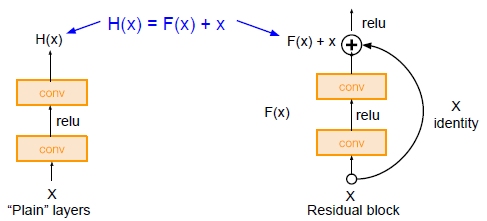 H(x) = F(x) + x
H(x)
conv
relu
conv
X
“Plain” layers
relu
F(x) + x
conv
F(x)
relu
conv
X
identity
X
Residual block